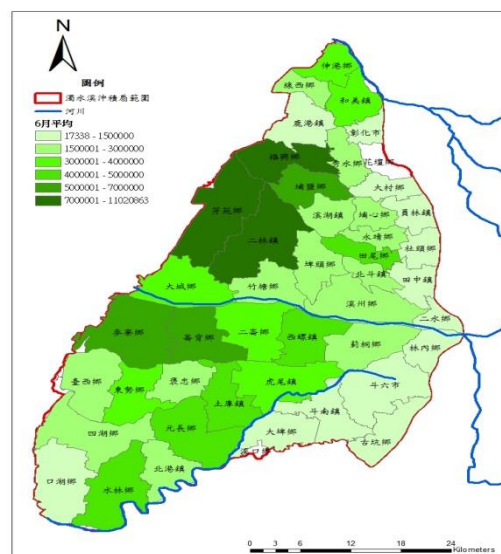 N
圖例
濁水溪沖積扇範圍
河川
6月平均
17338 - 1500000
1500001 - 3000000
3000001 - 4000000
4000001 - 5000000
5000001 - 7000000
7000001 - 11020863
伸港鄉
線西鄉
和美鎮
鹿港鎮
彰化市
福興鄉
秀水鄉
花壇鄉
埔鹽鄉
大村鄉
芳苑鄉
溪湖鎮
埔心鄉
員林鎮
二林鎮
永靖鄉
社頭鄉
埤頭鄉
田尾鄉
北斗鎮
田中鎮
大城鄉
竹塘鄉
溪州鄉
二水鄉
麥寮鄉
崙背鄉
二崙鄉
西螺鎮
莿桐鄉
林內鄉
臺西鄉
東勢鄉
褒忠鄉
虎尾鎮
斗六市
土庫鎮
斗南鎮
四湖鄉
元長鄉
大埤鄉
古坑鄉
北港鎮
溪口鄉
口湖鄉
水林鄉
0 3 6 12 18 24
Kilometers